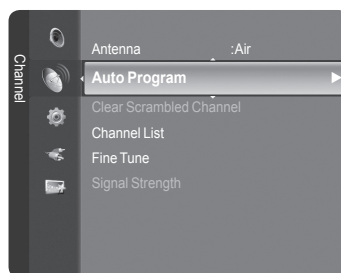 Channel
Antenna :Air
Auto Program
Clear Scrambled Channel
Channel List
Fine Tune
Signal Strength